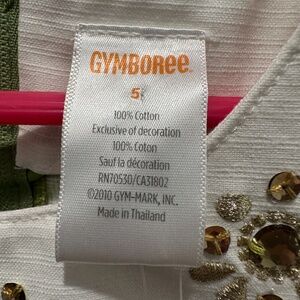 GYMBOREE
5
100% Cotton
Exclusive of decoration
100% Coton
Sauf la décoration
RN70530/CA31802
©2010 GYM-MARK, INC.
Made in Thailand